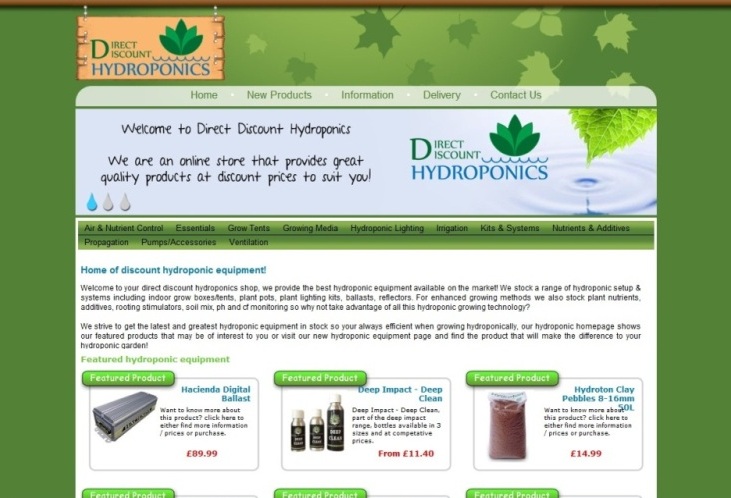 DIRECT
DISCOUNT
HYDROPONICS
Home • New Products • Information • Delivery • Contact Us
Welcome to Direct Discount Hydroponics
We are an online store that provides great
quality products at discount prices to suit you!
DIRECT
DISCOUNT
HYDROPONICS
Air & Nutrient Control Essentials Grow Tents Growing Media Hydroponic Lighting Irrigation Kits & Systems Nutrients & Additives
Propagation Pumps/Accessories Ventilation
Home of discount hydroponic equipment!
Welcome to your direct discount hydroponics shop, we provide the best hydroponic equipment available on the market! We stock a range of hydroponic setup &
systems including indoor grow boxes/tents, plant pots, plant lighting kits, ballasts, reflectors. For enhanced growing methods we also stock plant nutrients,
additives, rooting stimulators, soil mix, ph and cf monitoring so why not take advantage of all this hydroponic growing technology?
We strive to get the latest and greatest hydroponic equipment in stock so your always efficient when growing hydroponically, our hydroponic homepage shows
our featured products that may be of interest to you or visit our new hydroponic equipment page and find the product that will make the difference to your
hydroponic garden!
Featured hydroponic equipment
Featured Product
Hacienda Digital
Ballast
Want to know more about
this product? click here to
either find more information
/ prices or purchase.
£89.99
Featured Product
Deep Impact - Deep
Clean
Deep Impact - Deep Clean,
part of the deep impact
range, bottles available in 3
sizes and at competative
prices.
From £11.40
Featured Product
Hydroton Clay
Pebbles 8-16mm
50L
Want to know more about
this product? click here to
either find more information
/ prices or purchase.
£14.99
Featured Product
Featured Product
Featured Product